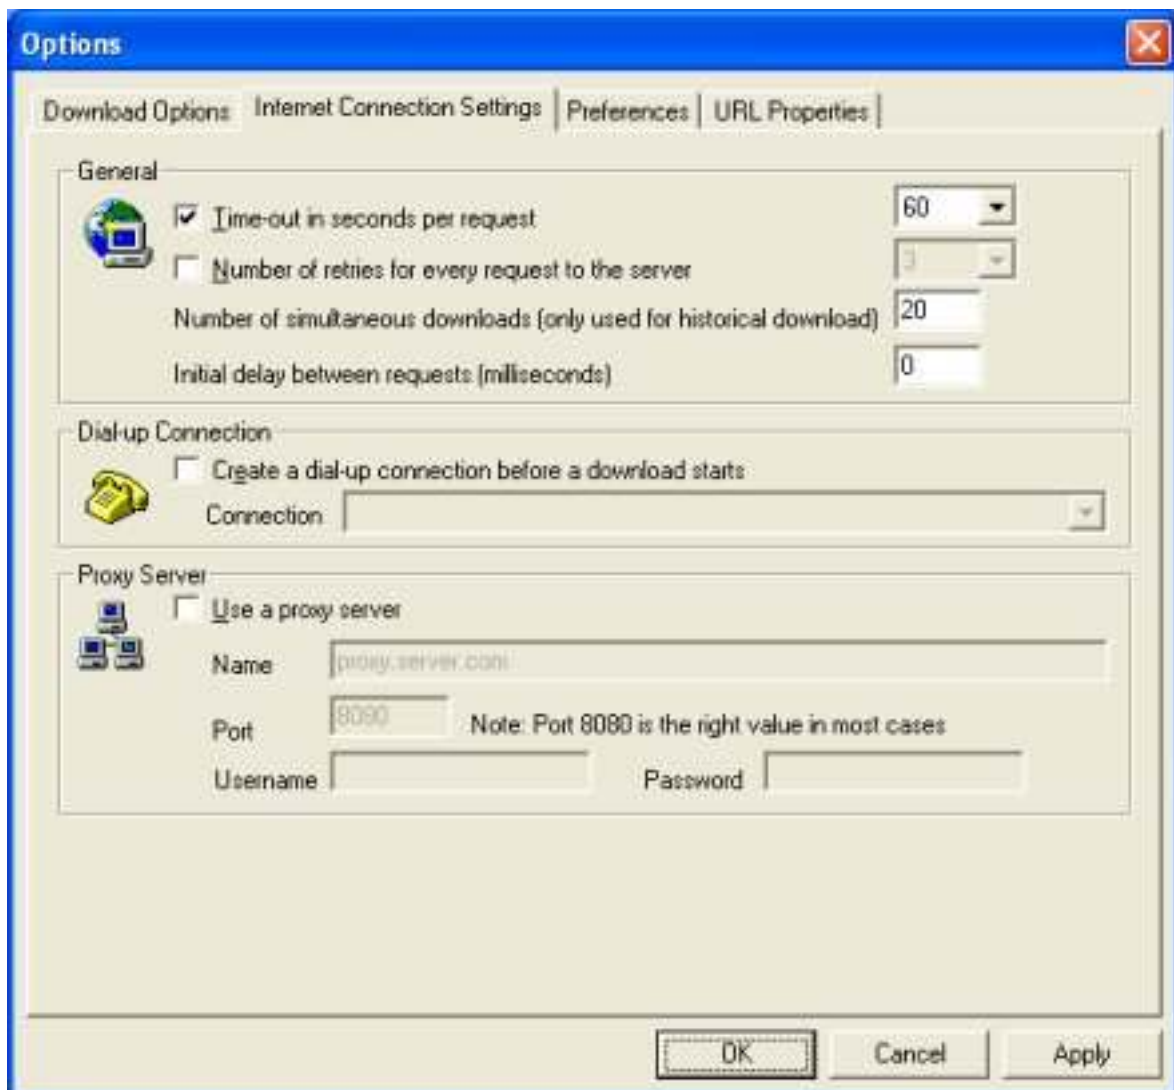 Options
Download Options Internet Connection Settings Preferences URL Properties
General
Time-out in seconds per request 60
Number of retries for every request to the server 3
Number of simultaneous downloads (only used for historical download) 20
Initial delay between requests (milliseconds) 0
Dial-up Connection
Create a dial-up connection before a download starts
Connection
Proxy Server
Use a proxy server
Name proxy.server.com
Port 8080 Note: Port 8080 is the right value in most cases
Username Password
OK Cancel Apply